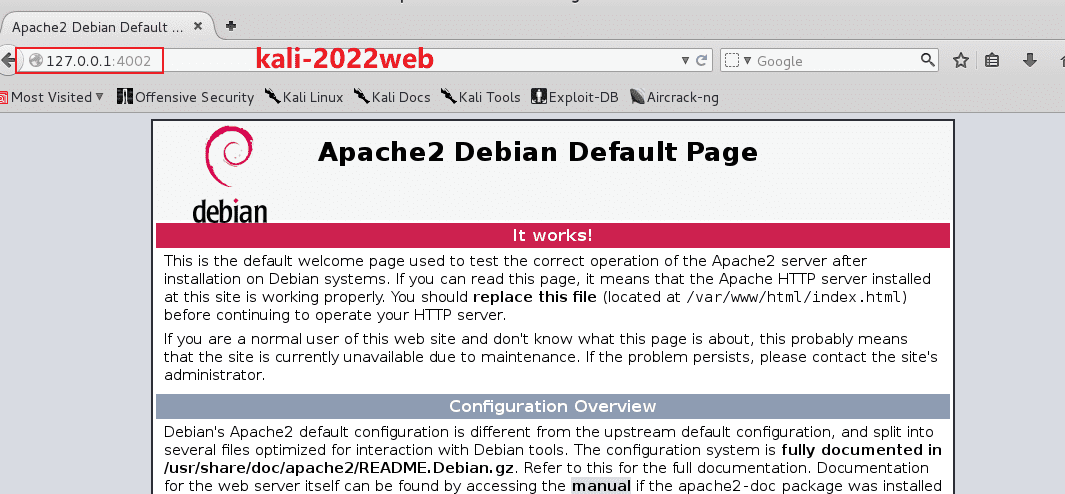 Apache2 Debian Default ...
127.0.0.1:4002
kali-2022web
Google
Most Visited
Offensive Security
Kali Linux
Kali Docs
Kali Tools
Exploit-DB
Aircrack-ng
debian
Apache2 Debian Default Page
It works!
This is the default welcome page used to test the correct operation of the Apache2 server after
installation on Debian systems. If you can read this page, it means that the Apache HTTP server installed
at this site is working properly. You should replace this file (located at /var/www/html/index.html)
before continuing to operate your HTTP server.
If you are a normal user of this web site and don't know what this page is about, this probably means
that the site is currently unavailable due to maintenance. If the problem persists, please contact the site's
administrator.
Configuration Overview
Debian's Apache2 default configuration is different from the upstream default configuration, and split into
several files optimized for interaction with Debian tools. The configuration system is fully documented in
/usr/share/doc/apache2/README.Debian.gz. Refer to this for the full documentation. Documentation
for the web server itself can be found by accessing the manual if the apache2-doc package was installed